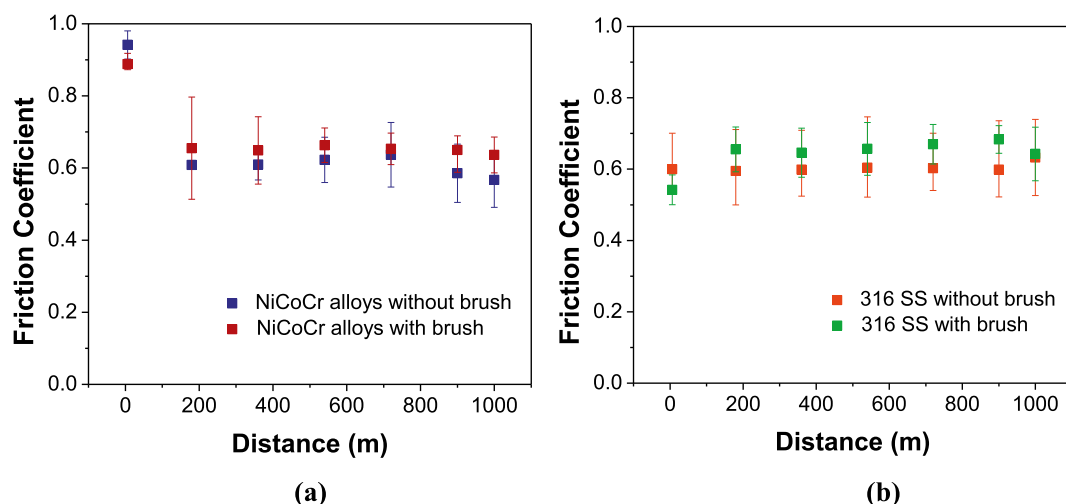 1.0
0.8
0.6
0.4
0.2
0.0
Friction Coefficient
NiCoCr alloys without brush
NiCoCr alloys with brush
0 200 400 600 800 1000
Distance (m)
(a)
1.0
0.8
0.6
0.4
0.2
0.0
Friction Coefficient
316 SS without brush
316 SS with brush
0 200 400 600 800 1000
Distance (m)
(b)